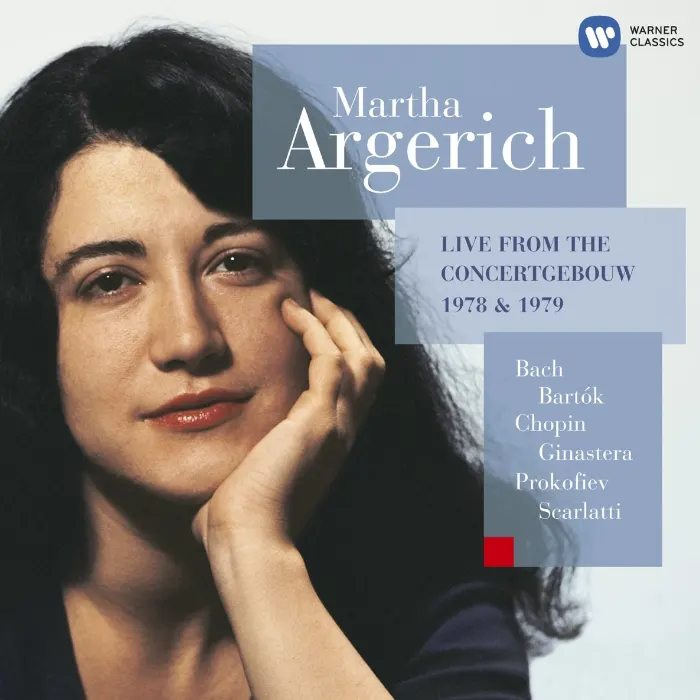 WARNER
CLASSICS
Martha
Argerich
LIVE FROM THE
CONCERTGEBOUW
1978 & 1979
Bach
Bartók
Chopin
Ginastera
Prokofiev
Scarlatti